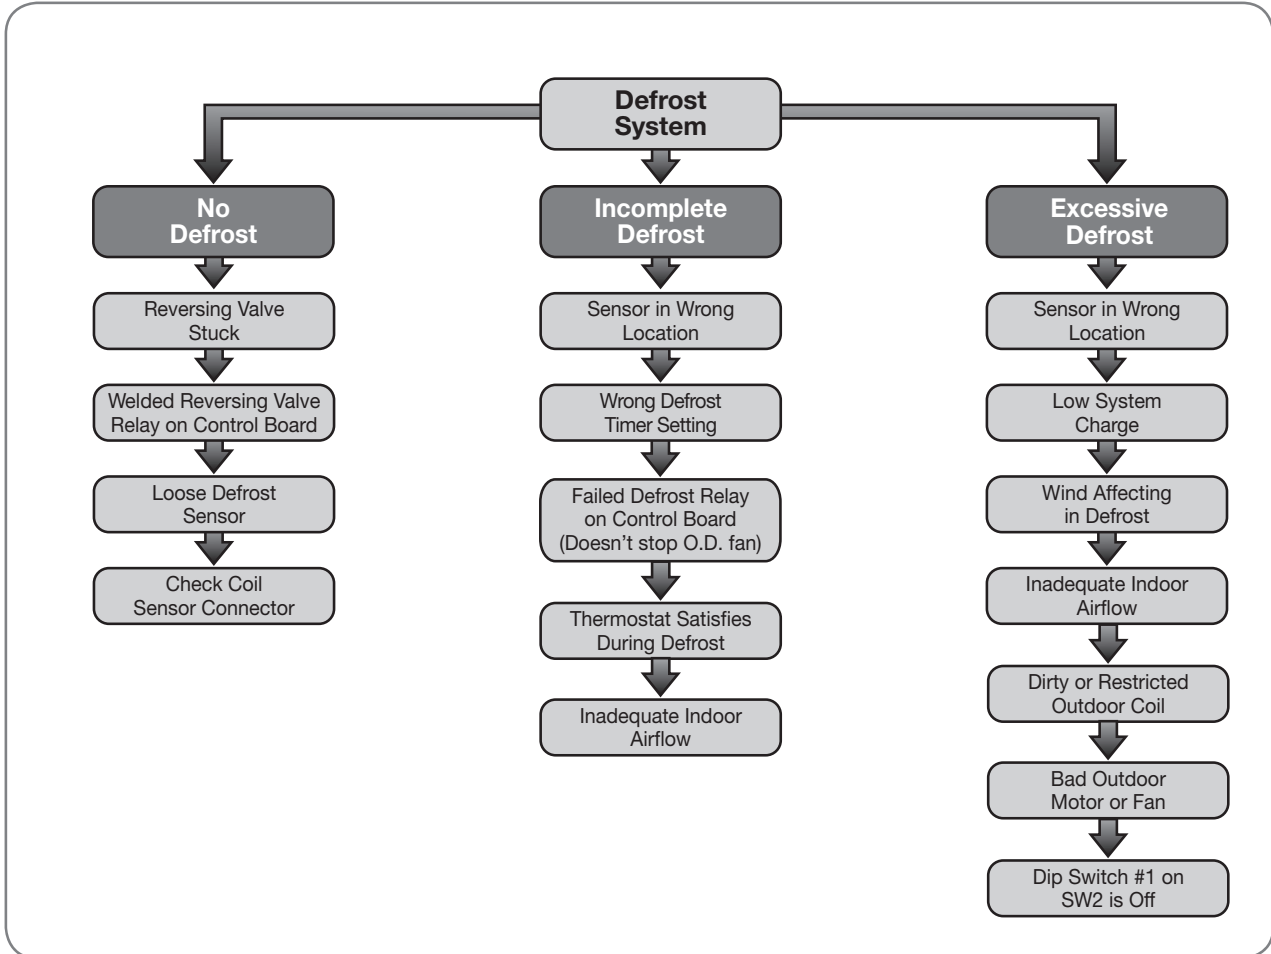 Defrost
System
No
Defrost
Reversing Valve
Stuck
Welded Reversing Valve
Relay on Control Board
Loose Defrost
Sensor
Check Coil
Sensor Connector
Incomplete
Defrost
Sensor in Wrong
Location
Wrong Defrost
Timer Setting
Failed Defrost Relay
on Control Board
(Doesn't stop O.D. fan)
Thermostat Satisfies
During Defrost
Inadequate Indoor
Airflow
Excessive
Defrost
Sensor in Wrong
Location
Low System
Charge
Wind Affecting
in Defrost
Inadequate Indoor
Airflow
Dirty or Restricted
Outdoor Coil
Bad Outdoor
Motor or Fan
Dip Switch #1 on
SW2 is Off